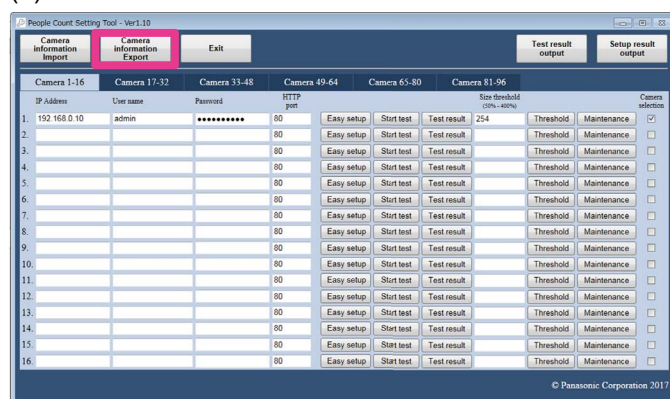 People Count Setting Tool - Ver1.10
Camera information Import Camera information Export Exit Test result output Setup result output
Camera 1-16 Camera 17-32 Camera 33-48 Camera 49-64 Camera 65-80 Camera 81-96
IP Address User name Password HTTP port Size threshold (50% - 400%) Camera selection
1. 192.168.0.10 admin ●●●●●●●●●● 80 Easy setup Start test Test result 254 Threshold Maintenance
2. 80 Easy setup Start test Test result Threshold Maintenance
3. 80 Easy setup Start test Test result Threshold Maintenance
4. 80 Easy setup Start test Test result Threshold Maintenance
5. 80 Easy setup Start test Test result Threshold Maintenance
6. 80 Easy setup Start test Test result Threshold Maintenance
7. 80 Easy setup Start test Test result Threshold Maintenance
8. 80 Easy setup Start test Test result Threshold Maintenance
9. 80 Easy setup Start test Test result Threshold Maintenance
10. 80 Easy setup Start test Test result Threshold Maintenance
11. 80 Easy setup Start test Test result Threshold Maintenance
12. 80 Easy setup Start test Test result Threshold Maintenance
13. 80 Easy setup Start test Test result Threshold Maintenance
14. 80 Easy setup Start test Test result Threshold Maintenance
15. 80 Easy setup Start test Test result Threshold Maintenance
16. 80 Easy setup Start test Test result Threshold Maintenance
© Panasonic Corporation 2017